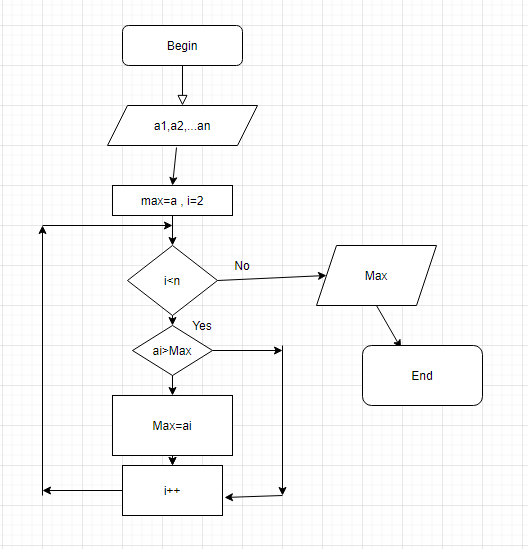 Begin
a1,a2,...an
max=a , i=2
i<n
No
Max
Yes
ai>Max
End
Max=ai
i++